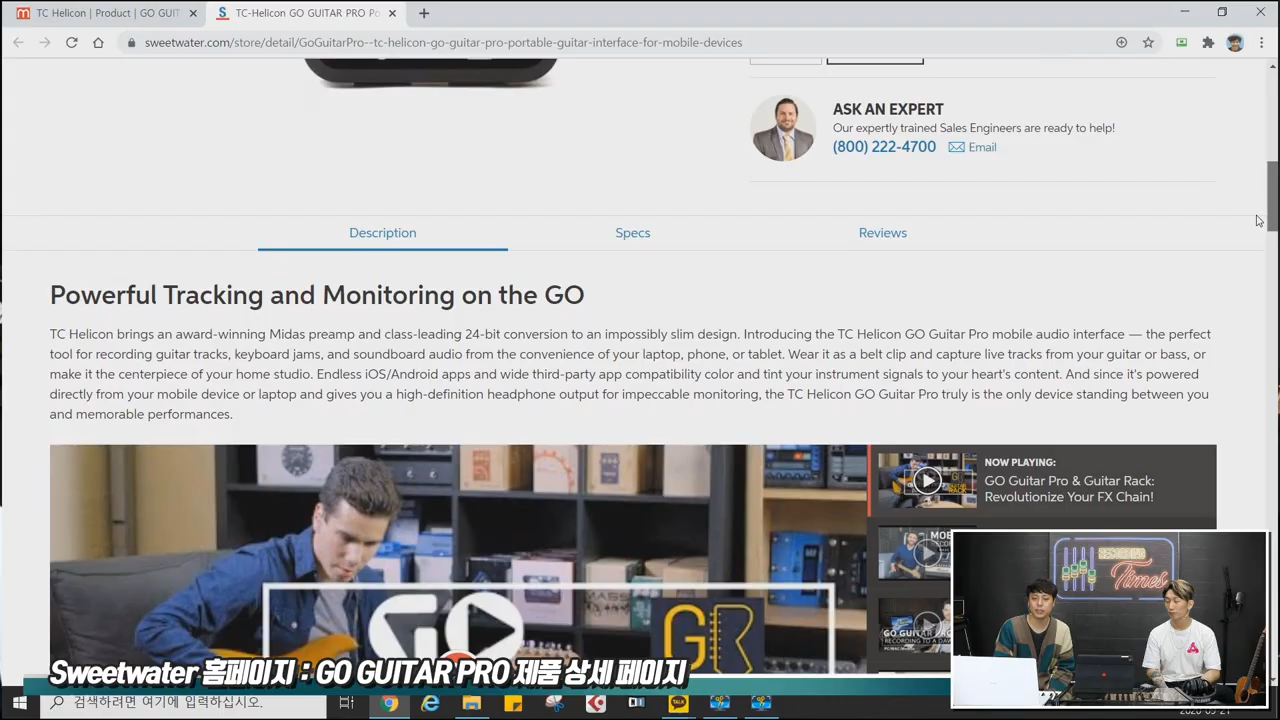 TC Helicon | Product | GO GUIT
TC-Helicon GO GUITAR PRO Po
sweetwater.com/store/detail/GoGuitarPro--tc-helicon-go-guitar-pro-portable-guitar-interface-for-mobile-devices
ASK AN EXPERT
Our expertly trained Sales Engineers are ready to help!
(800) 222-4700 Email
Description Specs Reviews
Powerful Tracking and Monitoring on the GO
TC Helicon brings an award-winning Midas preamp and class-leading 24-bit conversion to an impossibly slim design. Introducing the TC Helicon GO Guitar Pro mobile audio interface — the perfect
tool for recording guitar tracks, keyboard jams, and soundboard audio from the convenience of your laptop, phone, or tablet. Wear it as a belt clip and capture live tracks from your guitar or bass, or
make it the centerpiece of your home studio. Endless iOS/Android apps and wide third-party app compatibility color and tint your instrument signals to your heart's content. And since it's powered
directly from your mobile device or laptop and gives you a high-definition headphone output for impeccable monitoring, the TC Helicon GO Guitar Pro truly is the only device standing between you
and memorable performances.
NOW PLAYING:
GO Guitar Pro & Guitar Rack:
Revolutionize Your FX Chain!
GO
GR
Times
Sweetwater 홈페이지 : GO GUITAR PRO 제품 상세 페이지
검색하려면 여기에 입력하십시오.
TALK
2020-09-21